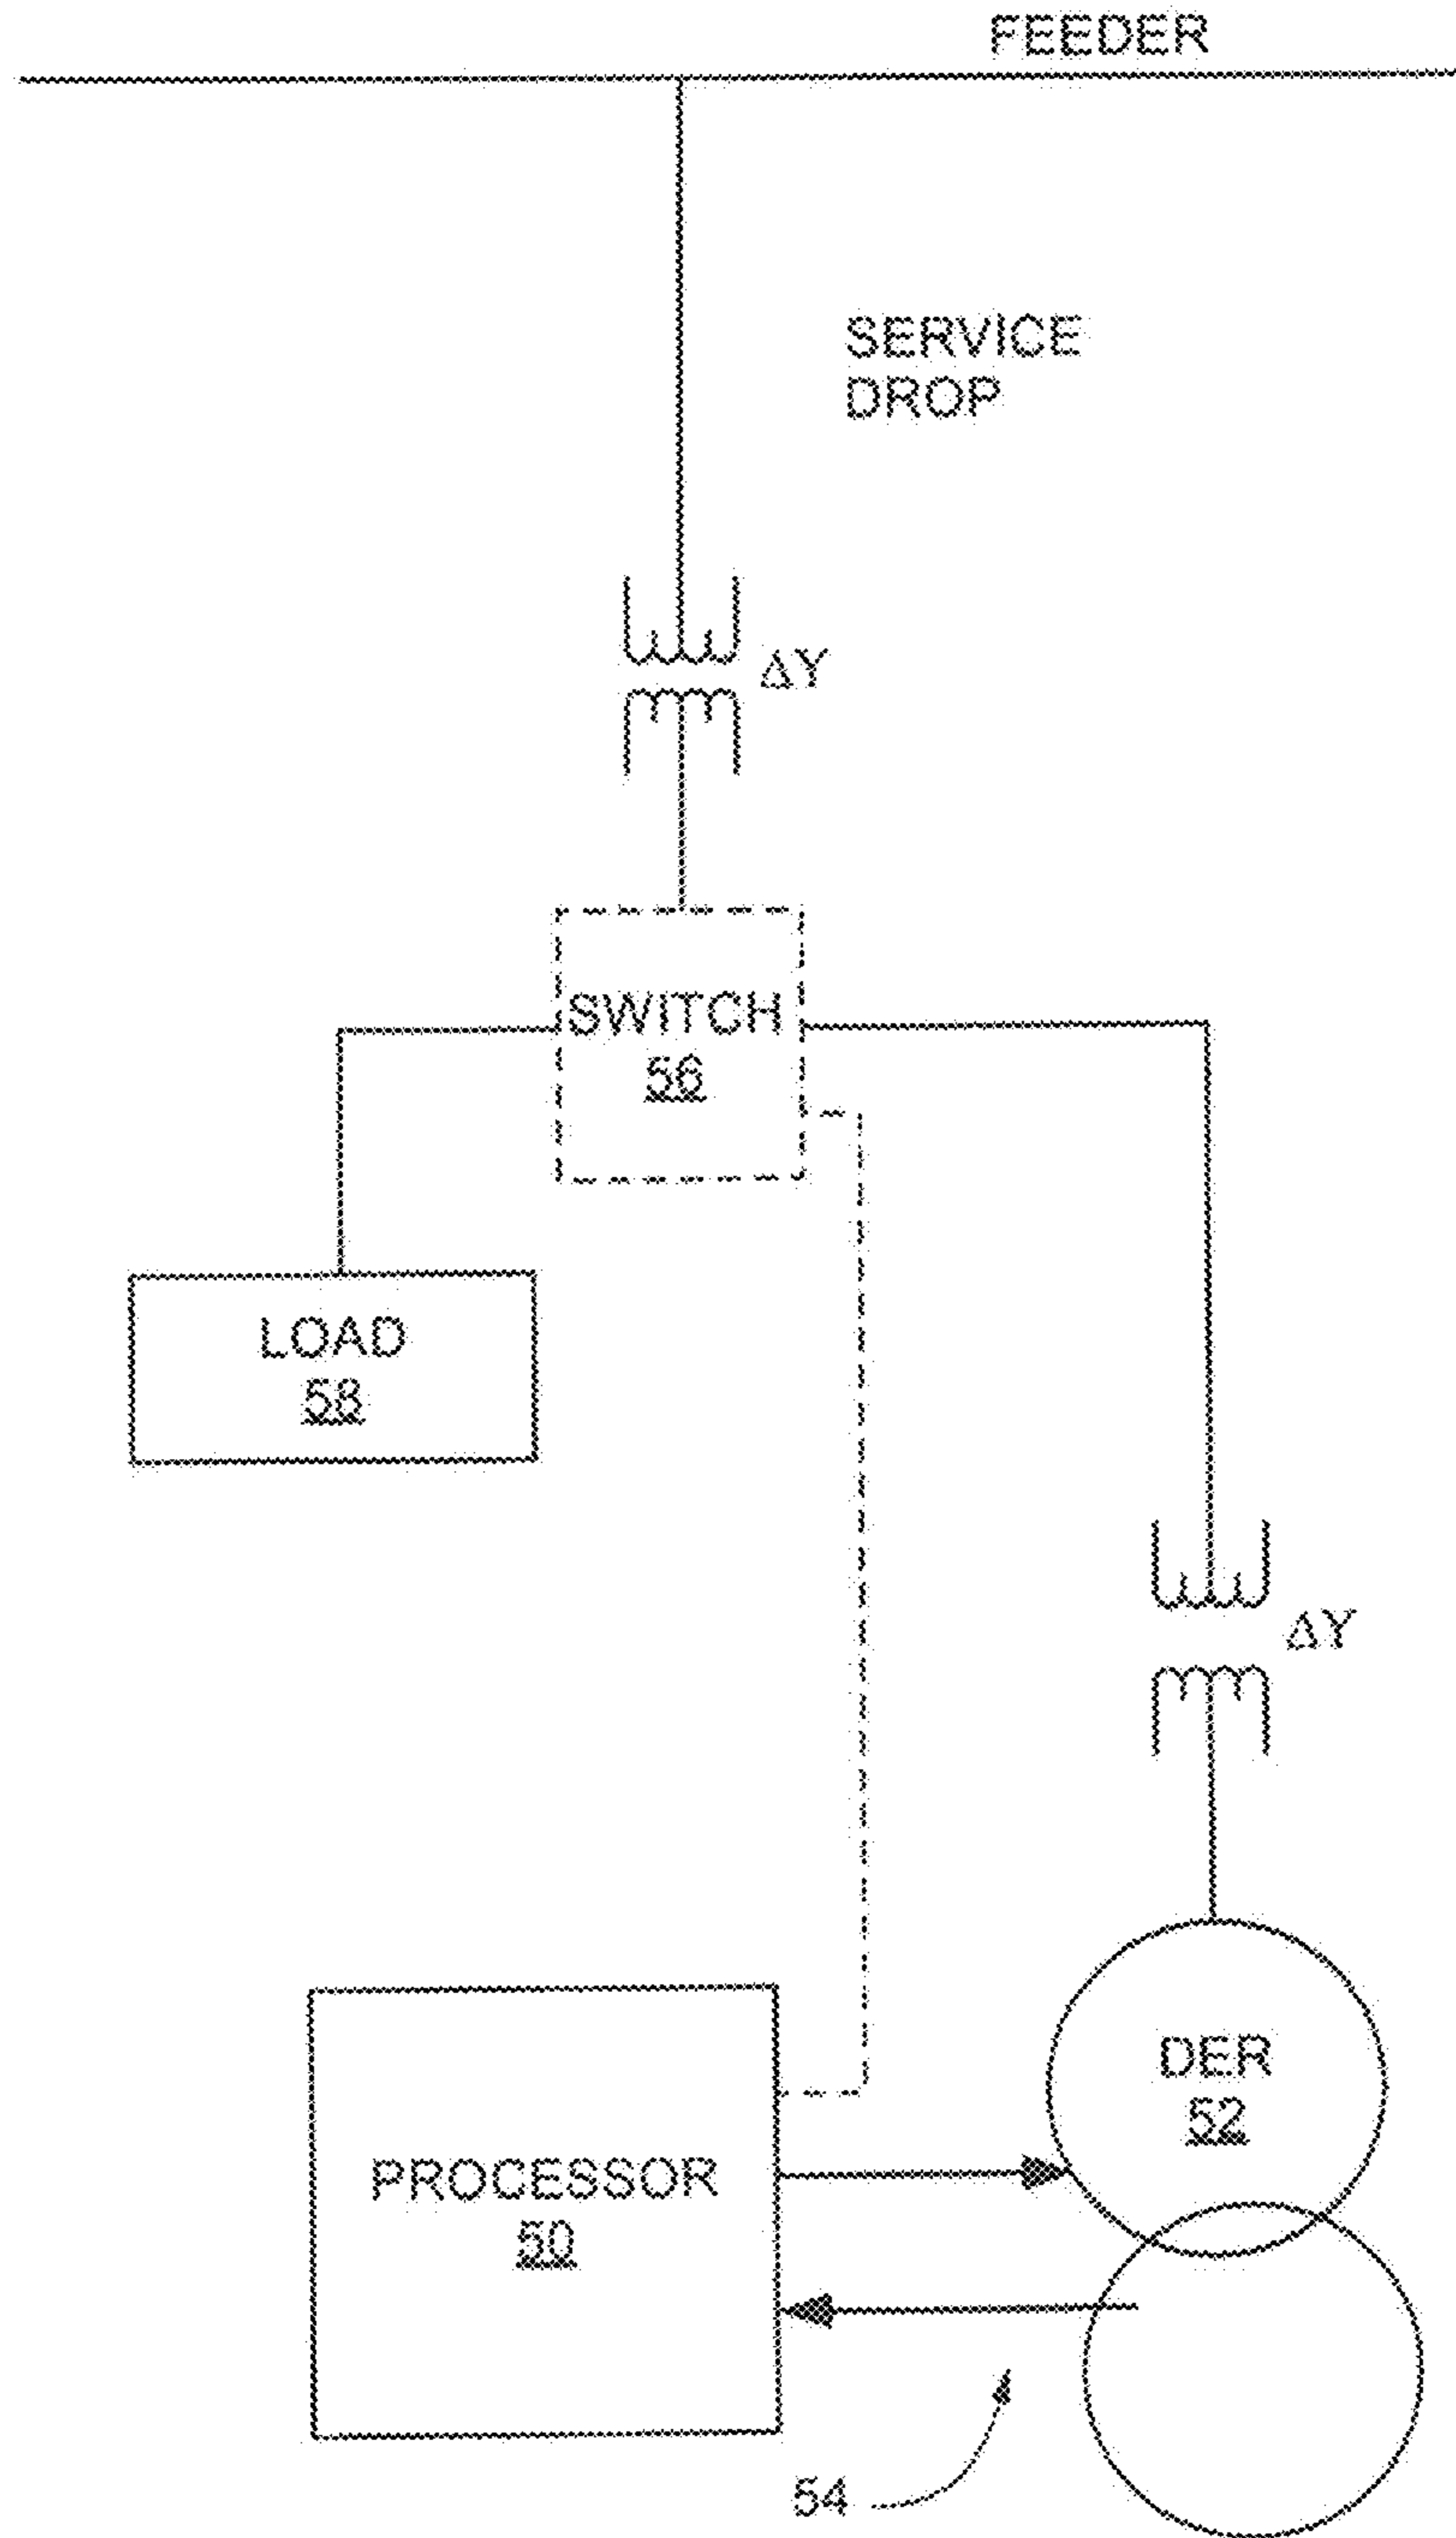 FEEDER
SERVICE
DROP
ΔY
SWITCH
56
LOAD
58
ΔY
DER
52
PROCESSOR
50
54